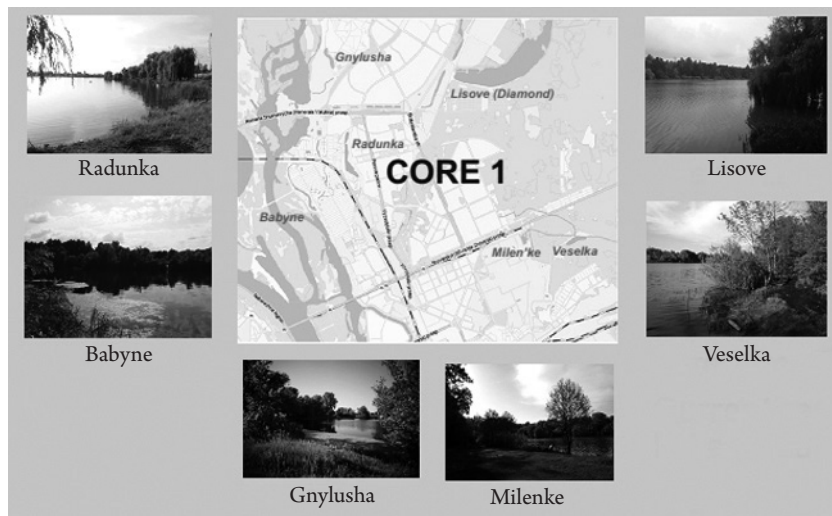 Gnylusha
Lisove (Diamond)
Radunka
CORE 1
Babyne
Milen'ke
Veselka
Radunka
Lisove
Babyne
Veselka
Gnylusha
Milenke